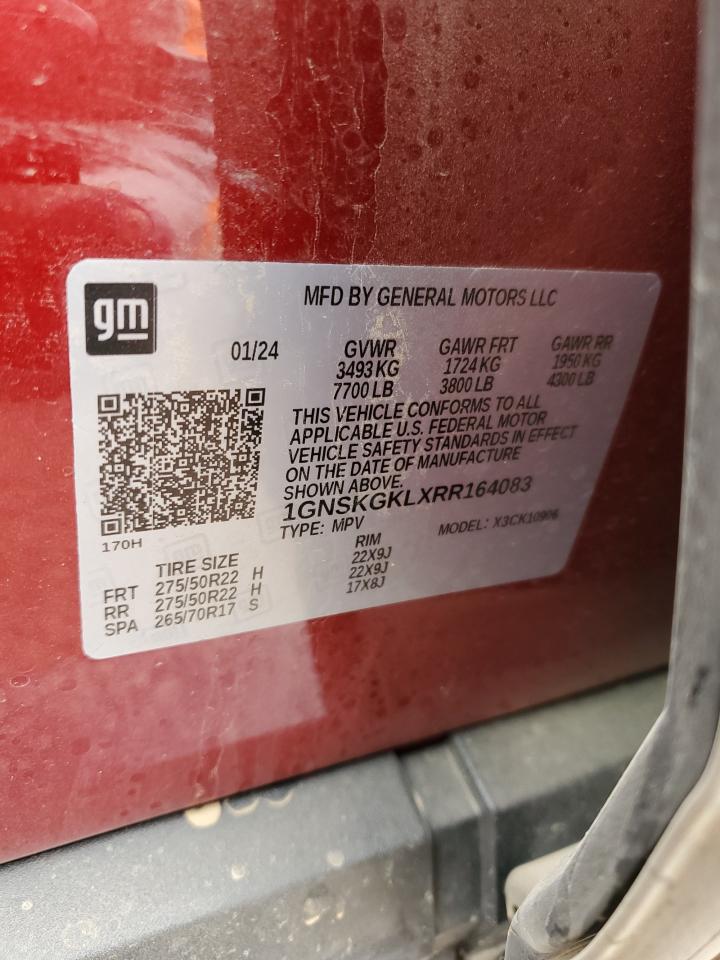 gm
MFD BY GENERAL MOTORS LLC
01/24 GVWR GAWR FRT GAWR RR
3493 KG 1724 KG 1950 KG
7700 LB 3800 LB 4300 LB
THIS VEHICLE CONFORMS TO ALL
APPLICABLE U.S. FEDERAL MOTOR
VEHICLE SAFETY STANDARDS IN EFFECT
ON THE DATE OF MANUFACTURE
SHOWN ABOVE.
1GNSKGKLXRR164083
170H
TYPE: MPV MODEL: X3CK10906
TIRE SIZE RIM
FRT 275/50R22 H 22X9J
RR 275/50R22 H 22X9J
SPA 265/70R17 S 17X8J